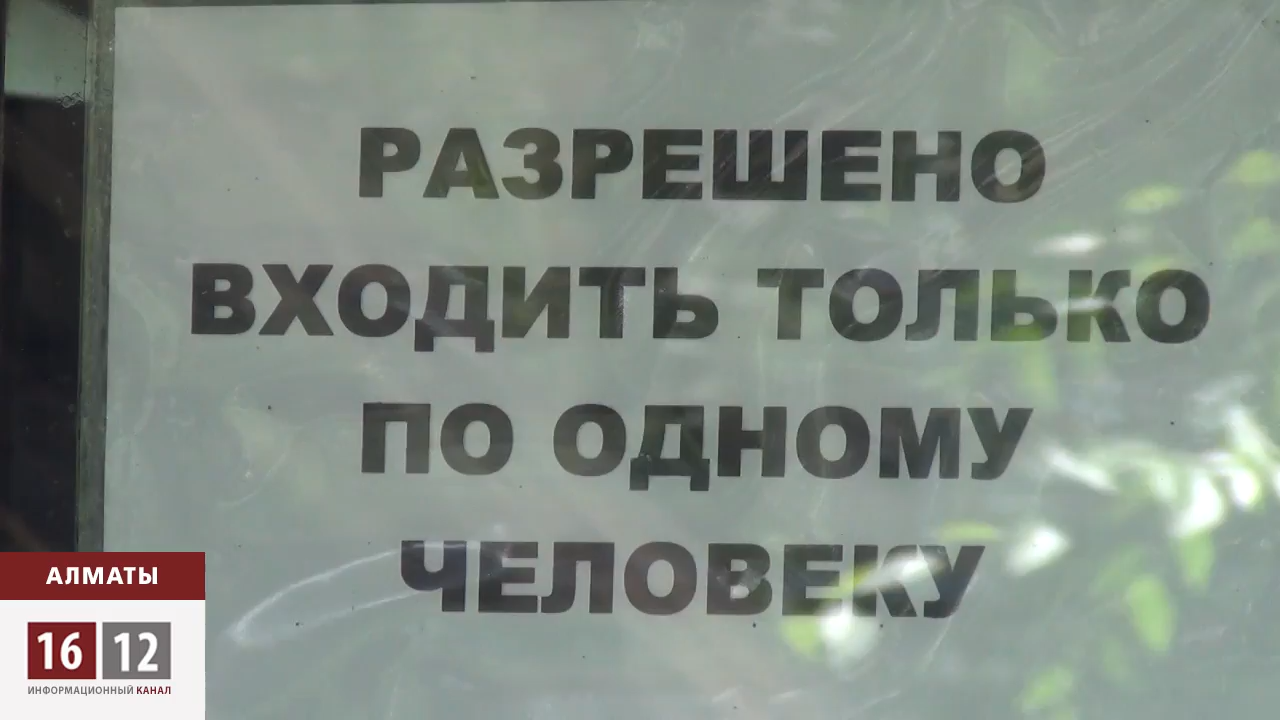 РАЗРЕШЕНО
ВХОДИТЬ ТОЛЬКО
ПО ОДНОМУ
ЧЕЛОВЕКУ
АЛМАТЫ
16 12
ИНФОРМАЦИОННЫЙ КАНАЛ